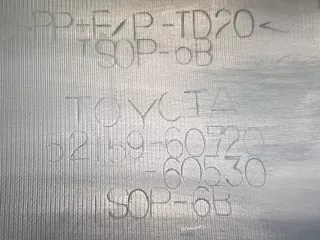 >PP+E/P-TD20<
TSOP-6B
TOYOTA
52159-60720
-60530
TSOP-6B